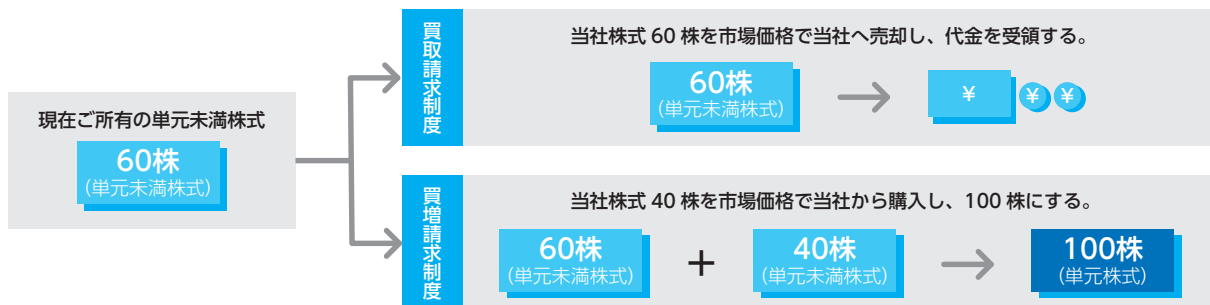 現在ご所有の単元未満株式
60株
(単元未満株式)
買取請求制度
当社株式 60 株を市場価格で当社へ売却し、代金を受領する。
60株
(単元未満株式)
¥
¥ ¥
買増請求制度
当社株式 40 株を市場価格で当社から購入し、100 株にする。
60株
(単元未満株式)
+
40株
(単元未満株式)
100株
(単元株式)